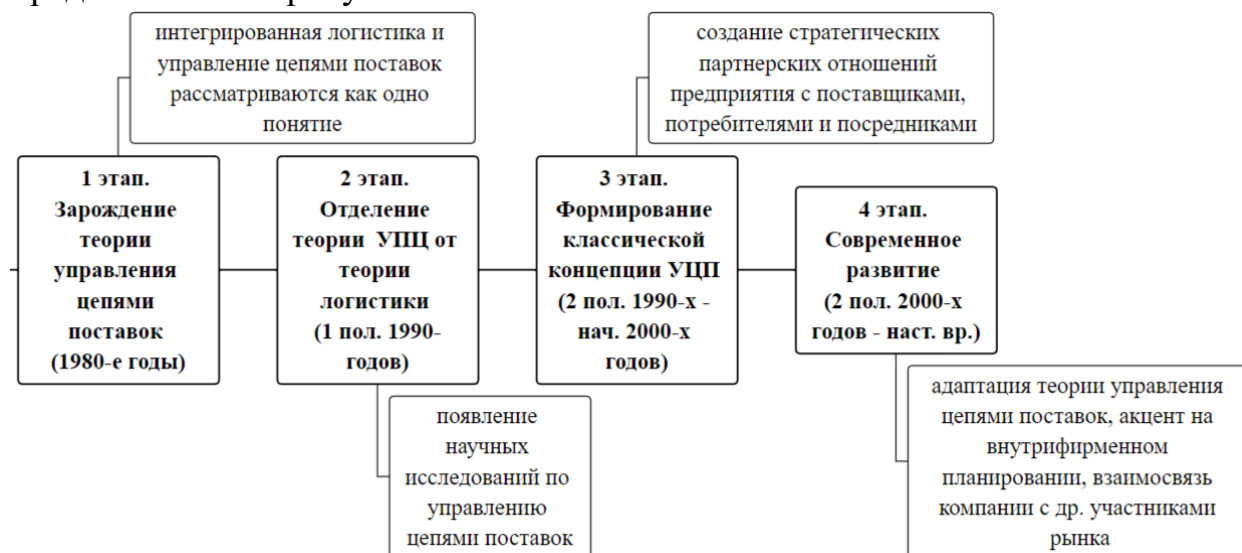 интегрированная логистика и
управление цепями поставок
рассматриваются как одно
понятие
создание стратегических
партнерских отношений
предприятия с поставщиками,
потребителями и посредниками
1 этап.
Зарождение
теории
управления
цепями
поставок
(1980-е годы)
2 этап.
Отделение
теории УПЦ от
теории
логистики
(1 пол. 1990-
годов)
3 этап.
Формирование
классической
концепции УЦП
(2 пол. 1990-х -
нач. 2000-х
годов)
4 этап.
Современное
развитие
(2 пол. 2000-х
годов - наст. вр.)
появление
научных
исследований по
управлению
цепями поставок
адаптация теории управления
цепями поставок, акцент на
внутрифирменном
планировании, взаимосвязь
компании с др. участниками
рынка